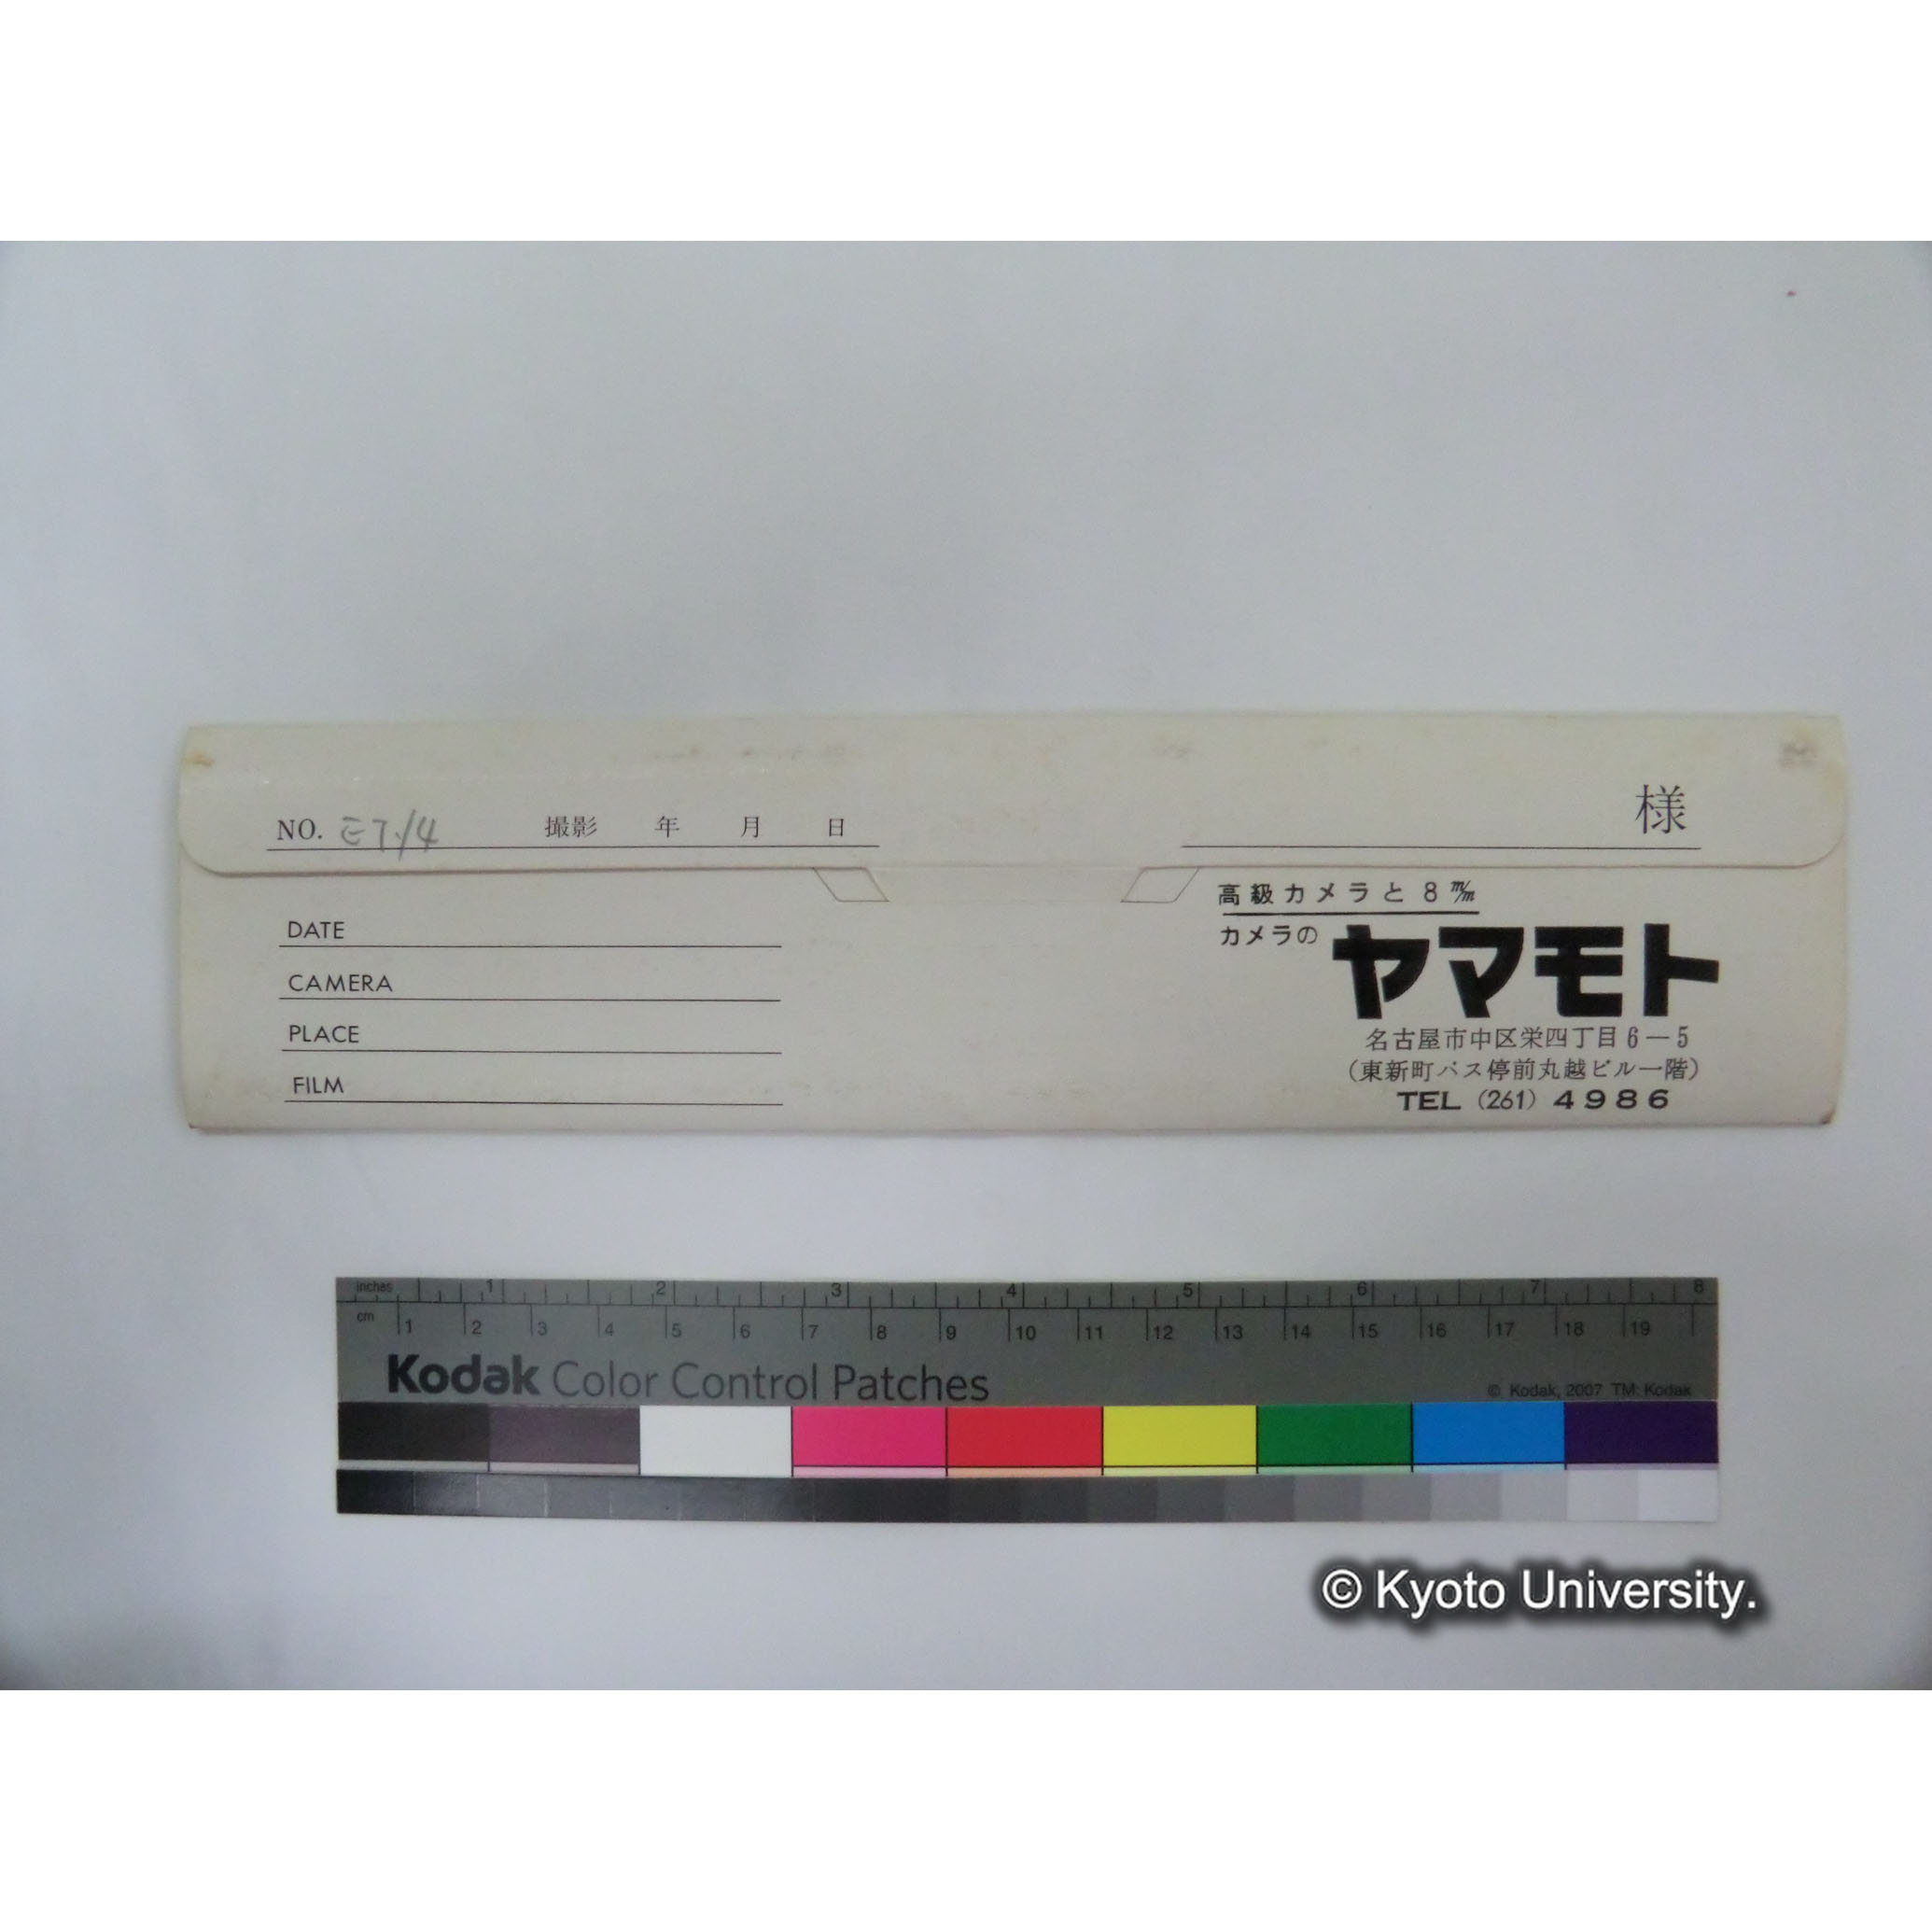 様
NO. 撮影 年 月 日
高級カメラと8m/m
DATE
カメラの ヤマモト
CAMERA
PLACE
名古屋市中区栄四丁目6-5
(東新町バス停前丸越ビル一階)
FILM
TEL (261) 4986
inches 1 2 3 4 5 6 7 8
cm 1 2 3 4 5 6 7 8 9 10 11 12 13 14 15 16 17 18 19
Kodak Color Control Patches
© Kodak, 2007 TM: Kodak
© Kyoto University.